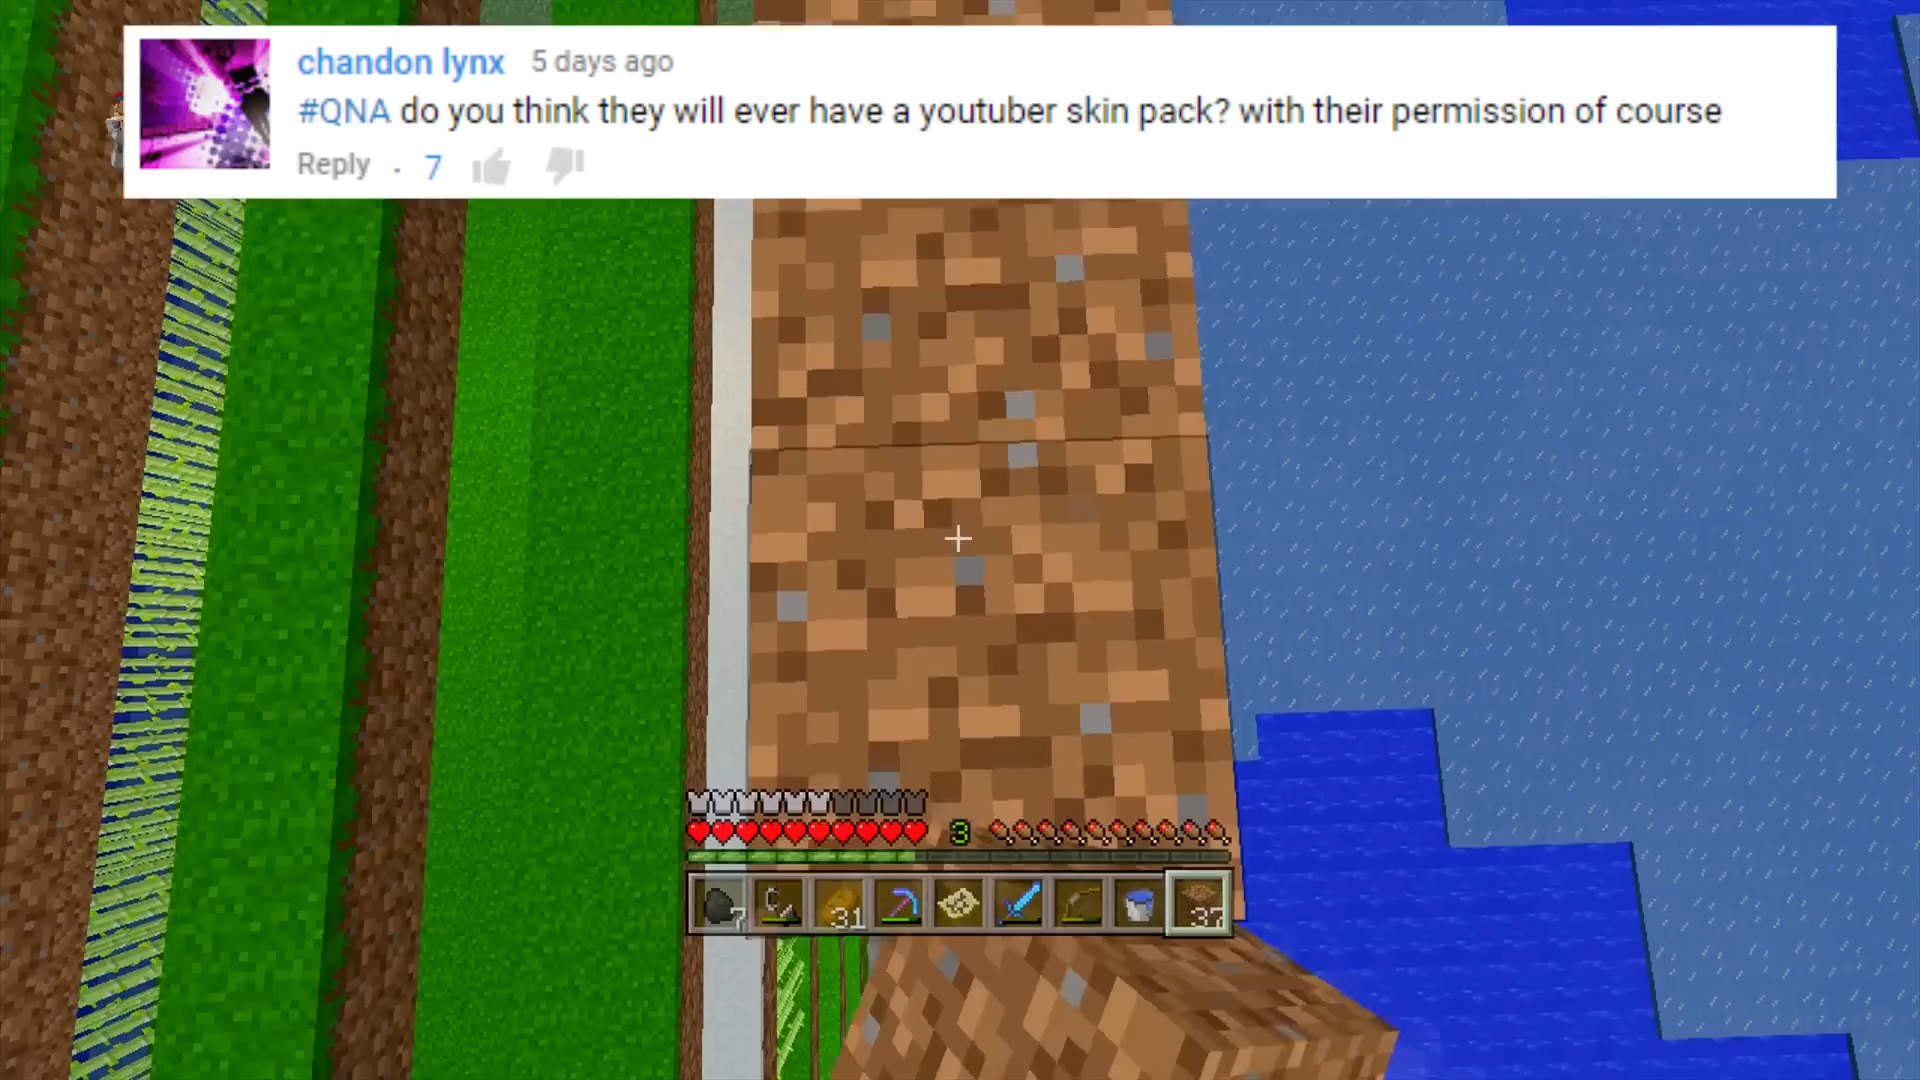 chandon lynx 5 days ago
#QNA do you think they will ever have a youtuber skin pack? with their permission of course
Reply . 7
3
7 31 37